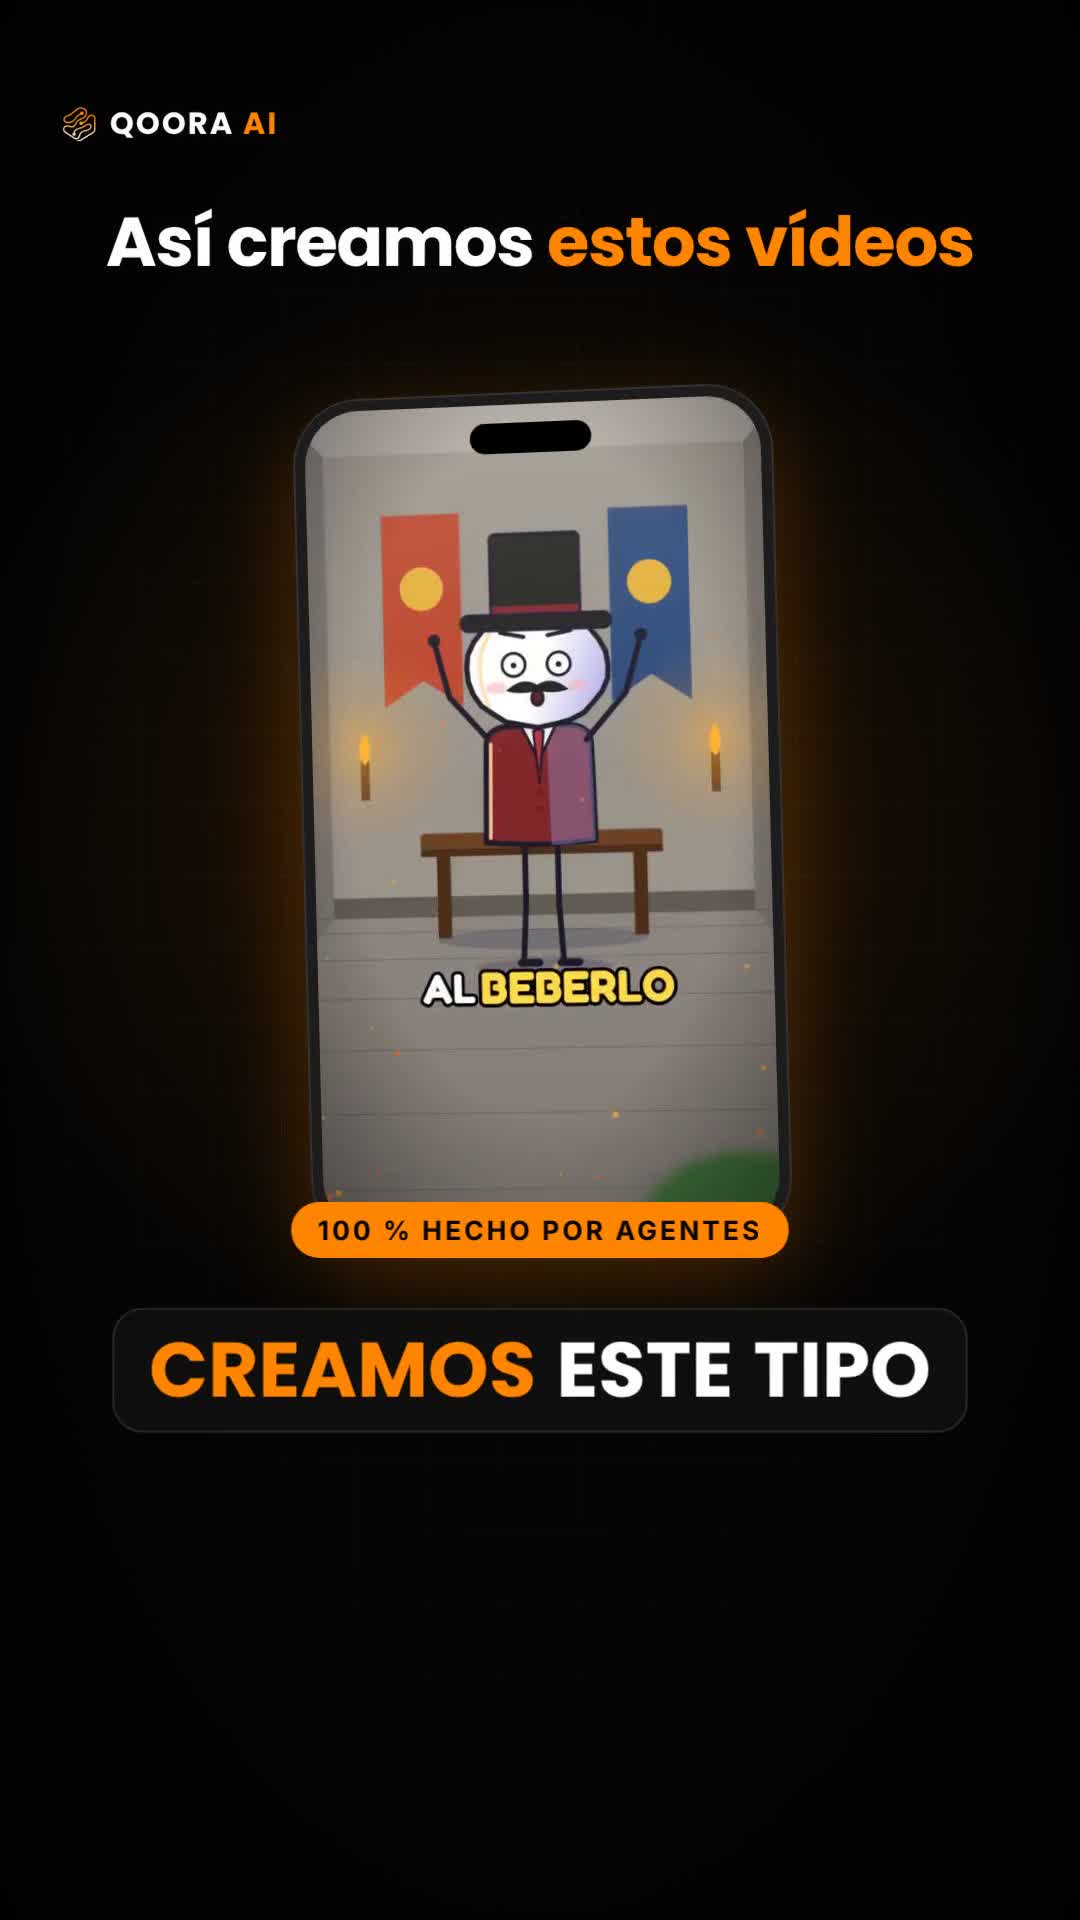 QOORA AI
Así creamos estos vídeos
AL BEBERLO
100 % HECHO POR AGENTES
CREAMOS ESTE TIPO